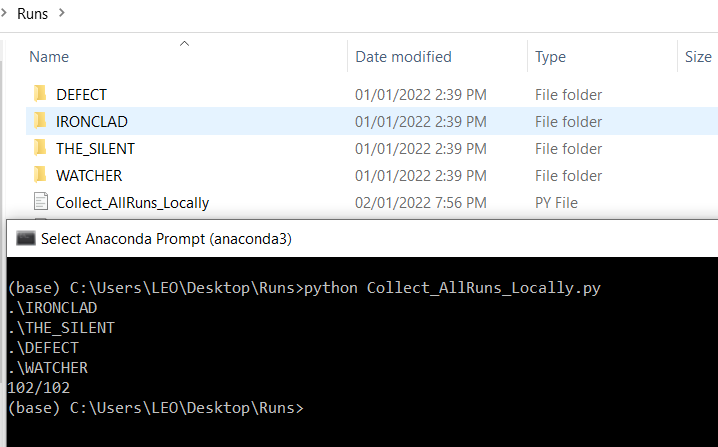 Runs
Name Date modified Type Size
DEFECT 01/01/2022 2:39 PM File folder
IRONCLAD 01/01/2022 2:39 PM File folder
THE_SILENT 01/01/2022 2:39 PM File folder
WATCHER 01/01/2022 2:39 PM File folder
Collect_AllRuns_Locally 02/01/2022 7:56 PM PY File
Select Anaconda Prompt (anaconda3)
(base) C:\Users\LEO\Desktop\Runs>python Collect_AllRuns_Locally.py
.\IRONCLAD
.\THE_SILENT
.\DEFECT
.\WATCHER
102/102
(base) C:\Users\LEO\Desktop\Runs>